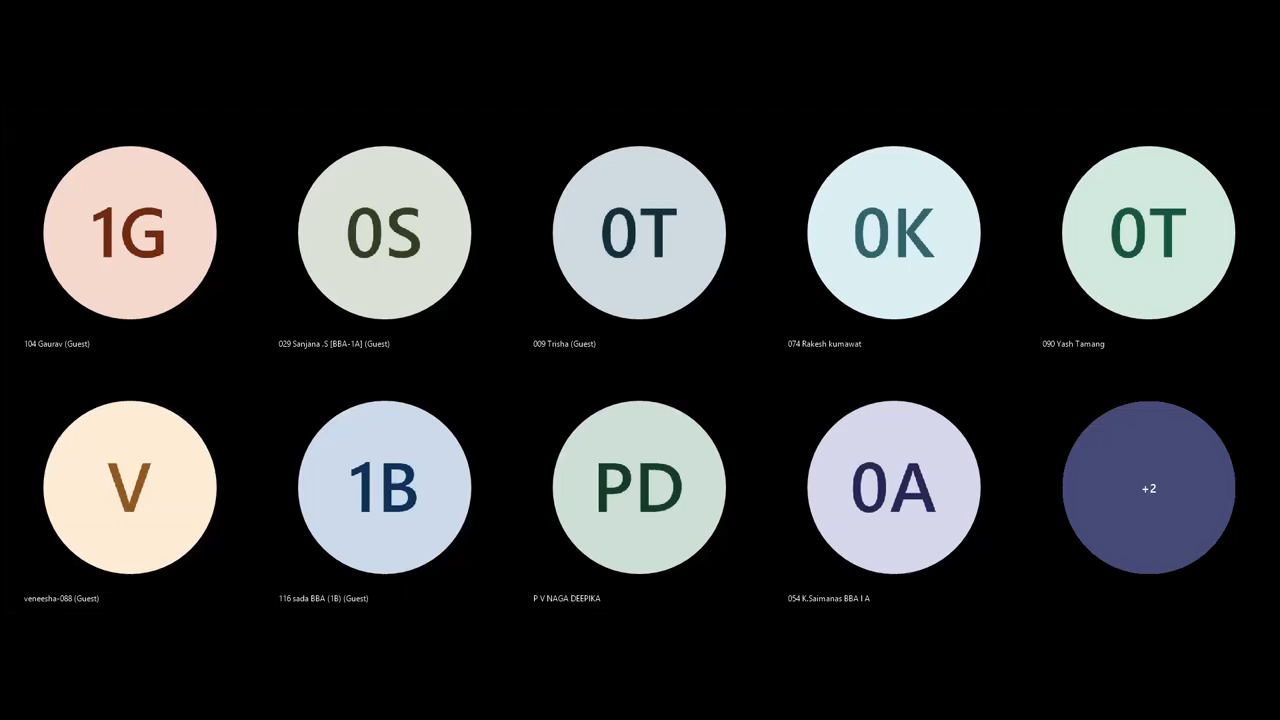 1G
0S
0T
0K
0T
104 Gaurav (Guest)
029 Sanjana .S [BBA-1A] (Guest)
009 Trisha (Guest)
074 Rakesh kumawat
090 Yash Tamang
V
1B
PD
0A
+2
veneesha-088 (Guest)
116 sada BBA (1B) (Guest)
P V NAGA DEEPIKA
054 K.Saimanas BBA I A